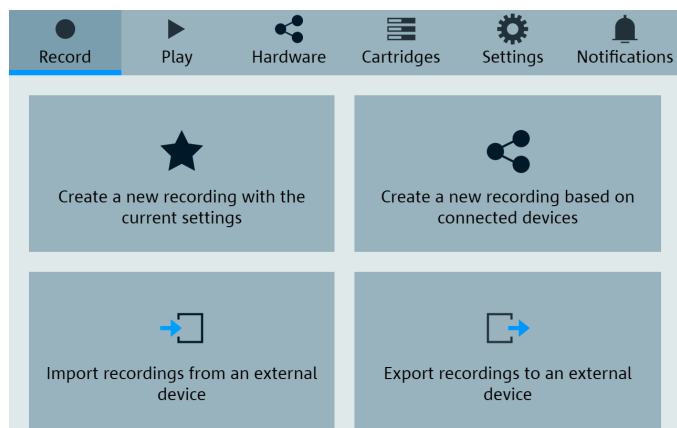 Record Play Hardware Cartridges Settings Notifications
Create a new recording with the
current settings
Create a new recording based on
connected devices
Import recordings from an external
device
Export recordings to an external
device